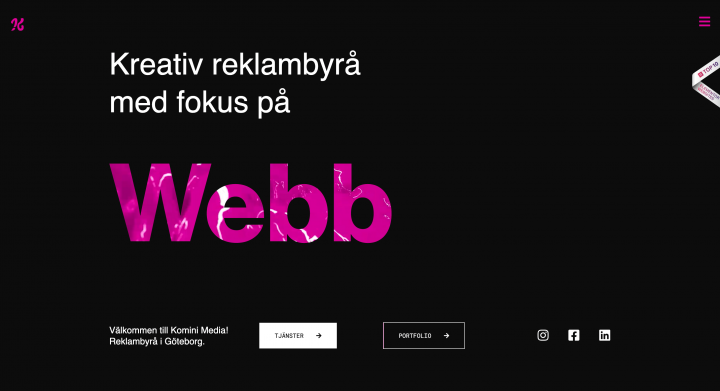 K
TOP 10
Kreativ reklambyrå
med fokus på
Webb
Välkommen till Komini Media!
Reklambyrå i Göteborg.
TJÄNSTER
PORTFOLIO